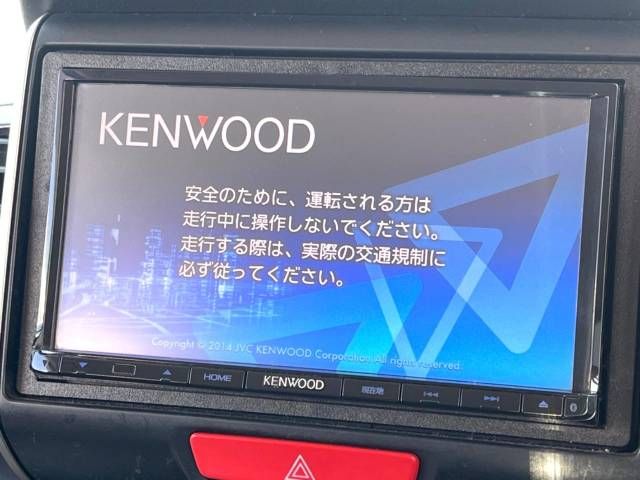 KENWOOD
安全のために、運転される方は
走行中に操作しないでください。
走行する際は、実際の交通規制に
必ず従ってください。
Copyright © 2014 JVC KENWOOD Corporation All rights reserved.
HOME KENWOOD 現在地